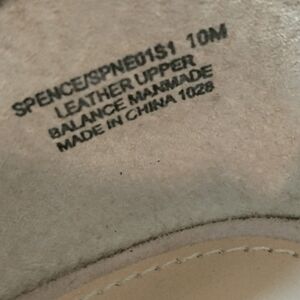 SPENCE/SPNE01S1 10M
LEATHER UPPER
BALANCE MANMADE
MADE IN CHINA 1028